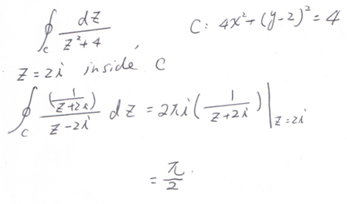 ∮_C dz/(z²+4) , C: 4x²+(y-2)²=4
z=2i inside C
∮_C (1/(z+2i))/(z-2i) dz = 2πi(1/(z+2i))|_{z=2i}
= π/2.